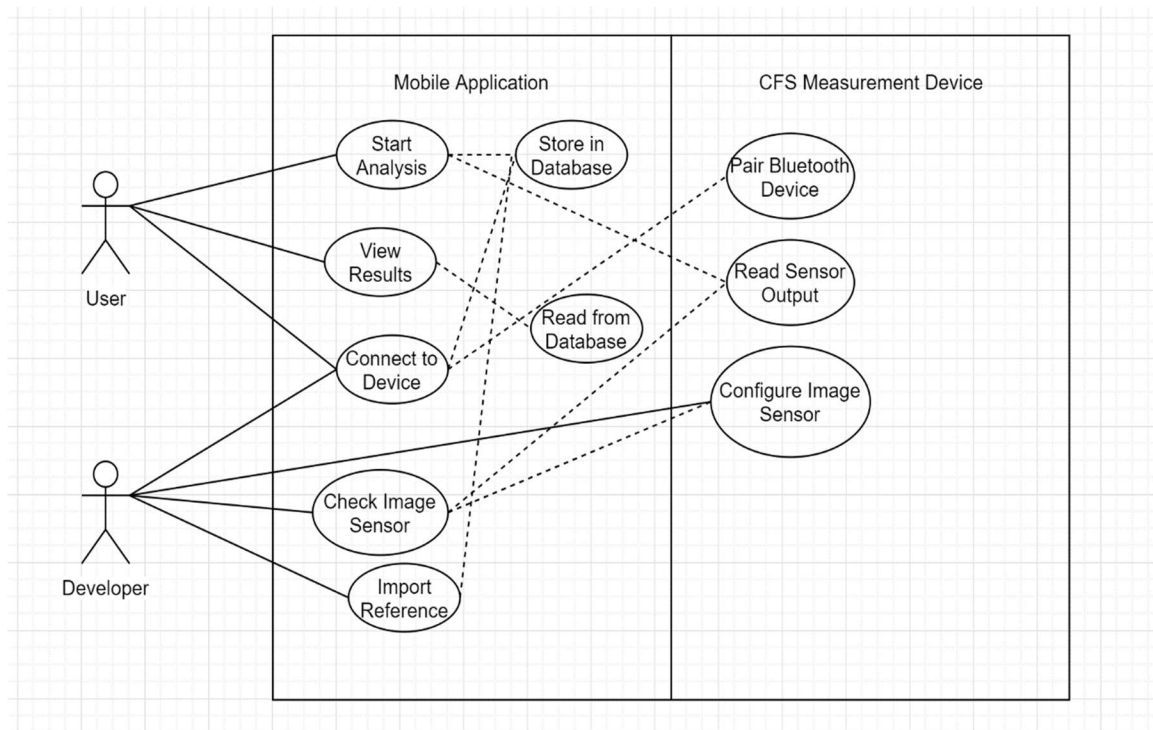 Mobile Application
CFS Measurement Device
Start
Analysis
Store in
Database
Pair Bluetooth
Device
User
View
Results
Read Sensor
Output
Read from
Database
Connect to
Device
Configure Image
Sensor
Developer
Check Image
Sensor
Import
Reference